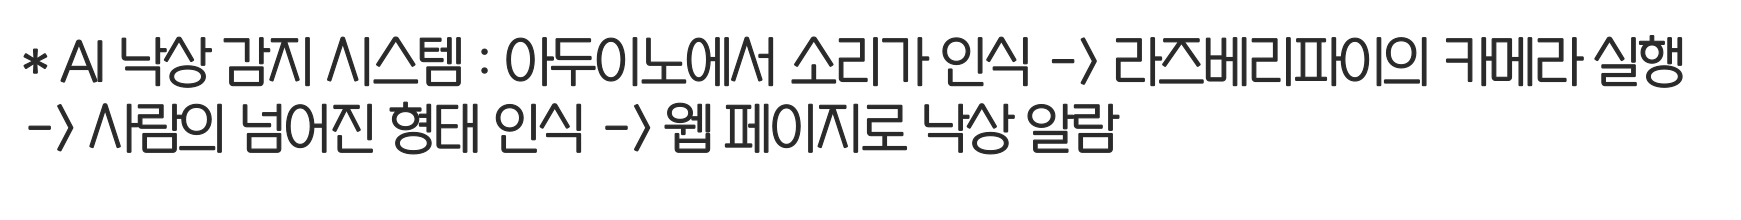 * AI 낙상 감지 시스템 : 아두이노에서 소리가 인식 -> 라즈베리파이의 카메라 실행
-> 사람의 넘어진 형태 인식 -> 웹 페이지로 낙상 알람